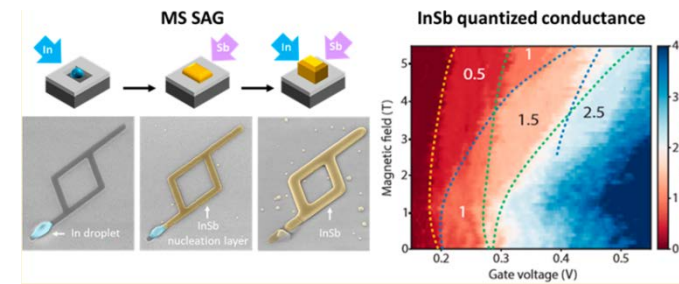 MS SAG
In
Sb
In
Sb
In droplet
InSb
nucleation layer
InSb
InSb quantized conductance
Magnetic field (T)
5
4
3
2
1
0
0.5
1
1.5
2.5
1
0.2
0.3
0.4
0.5
Gate voltage (V)
4
3
2
1
0